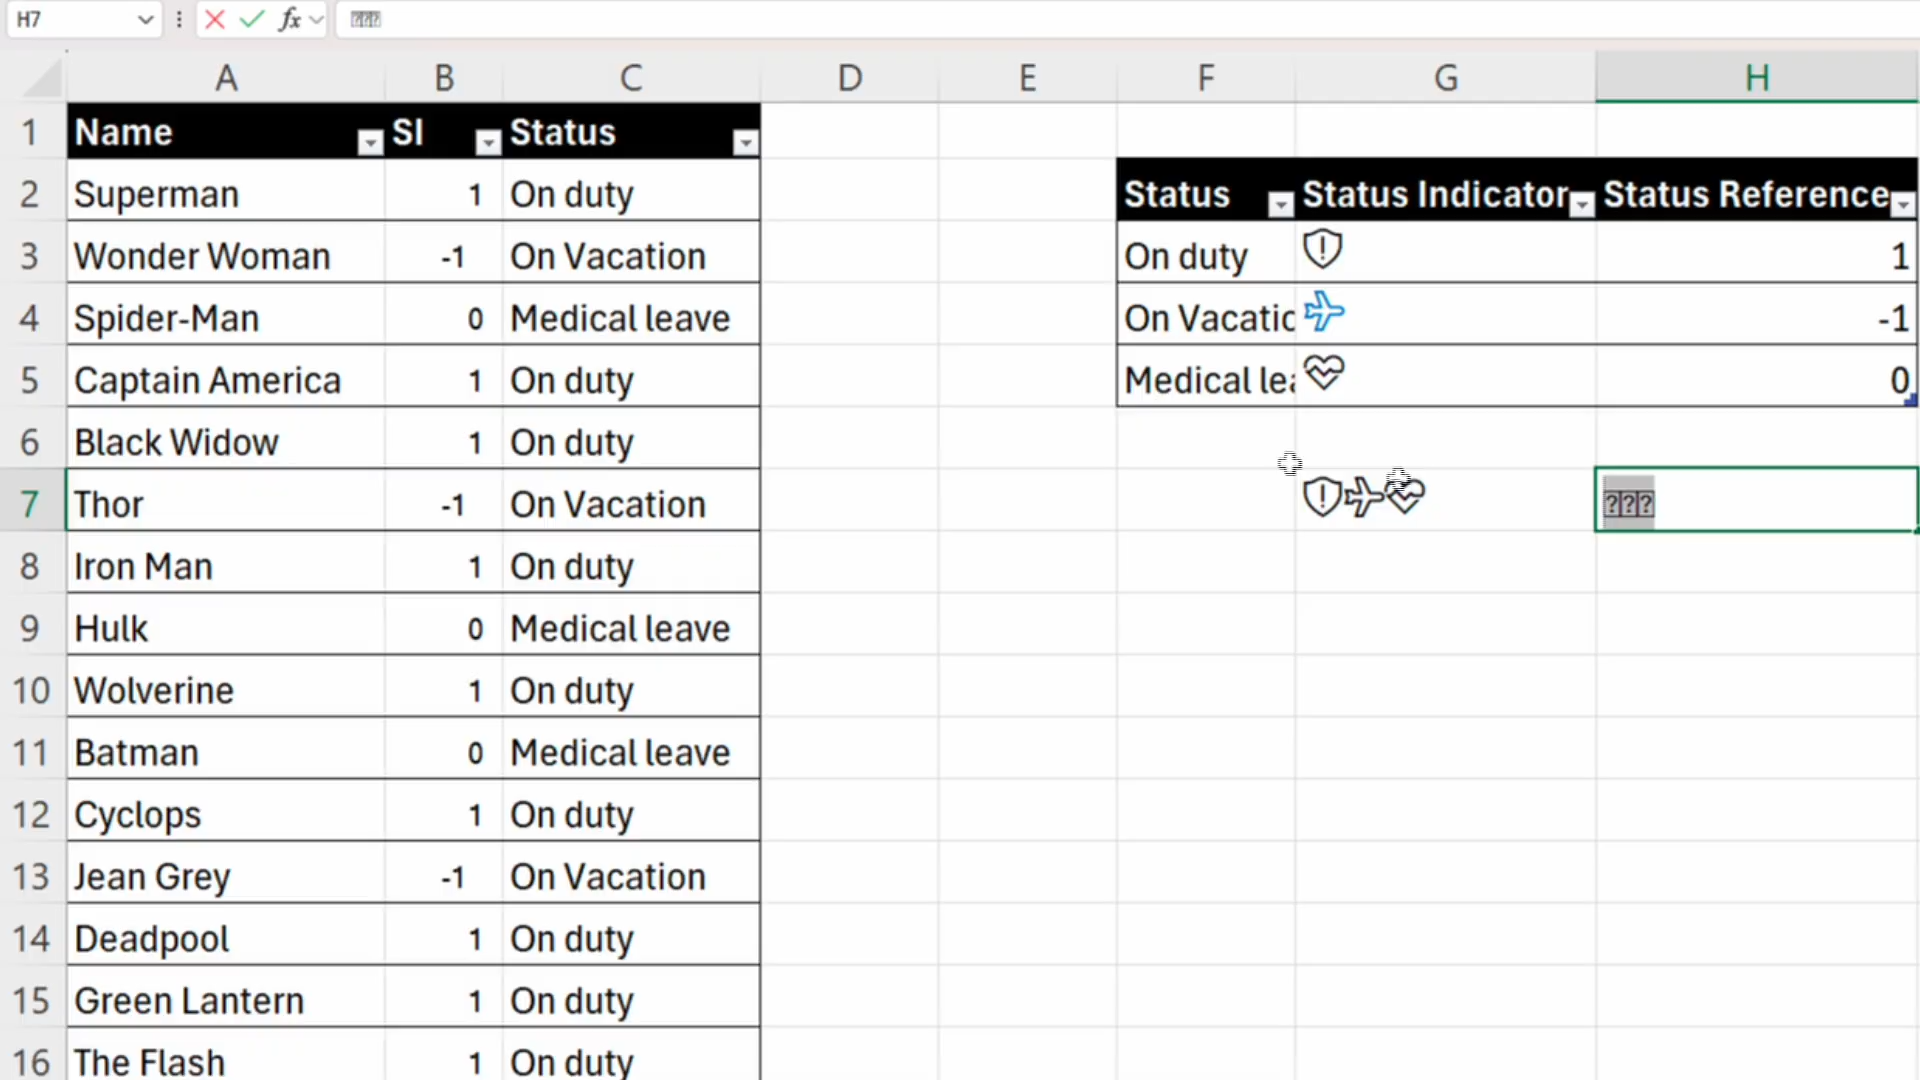 H7 fx
A B C D E F G H
1 Name SI Status
2 Superman 1 On duty Status Status Indicator Status Reference
3 Wonder Woman -1 On Vacation On duty 1
4 Spider-Man 0 Medical leave On Vacatic -1
5 Captain America 1 On duty Medical lea 0
6 Black Widow 1 On duty
7 Thor -1 On Vacation
8 Iron Man 1 On duty
9 Hulk 0 Medical leave
10 Wolverine 1 On duty
11 Batman 0 Medical leave
12 Cyclops 1 On duty
13 Jean Grey -1 On Vacation
14 Deadpool 1 On duty
15 Green Lantern 1 On duty
16 The Flash 1 On duty